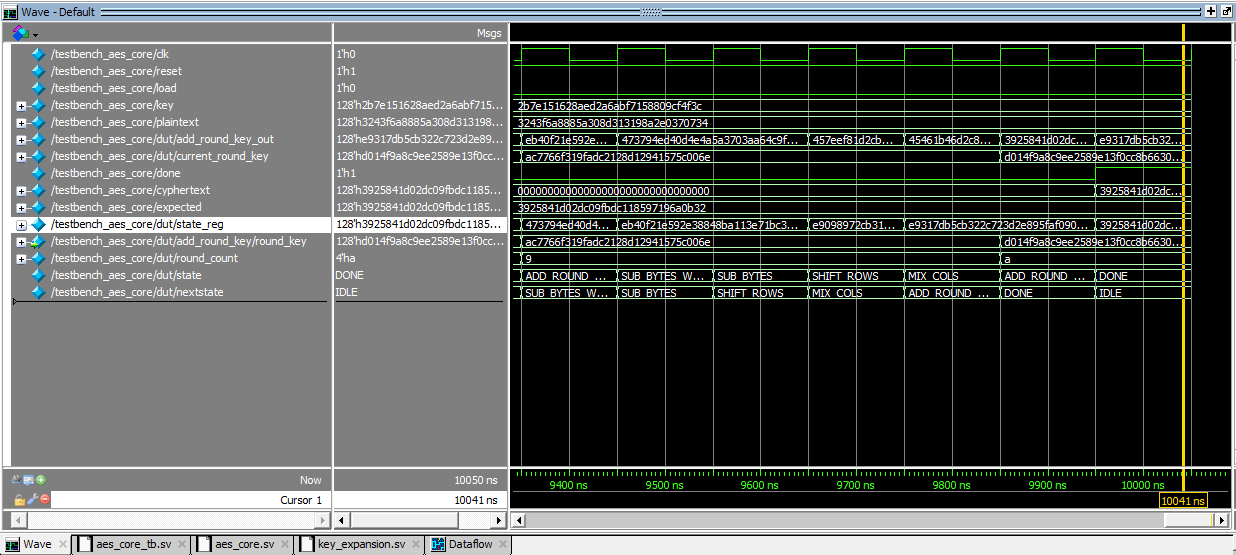 Wave - Default
Msgs
/testbench_aes_core/clk 1'h0
/testbench_aes_core/reset 1'h1
/testbench_aes_core/load 1'h0
/testbench_aes_core/key 128'h2b7e151628aed2a6abf715... 2b7e151628aed2a6abf7158809cf4f3c
/testbench_aes_core/plaintext 128'h3243f6a8885a308d313198... 3243f6a8885a308d313198a2e0370734
/testbench_aes_core/dut/add_round_key_out 128'he9317db5cb322c723d2e89... eb40f21e592e... 473794ed40d4e4a5a3703aa64c9f... 457eef81d2cb... 45461b46d2c8... 3925841d02dc... e9317db5cb32...
/testbench_aes_core/dut/current_round_key 128'hd014f9a8c9ee2589e13f0cc... ac7766f319fadc2128d12941575c006e d014f9a8c9ee2589e13f0cc8b6630...
/testbench_aes_core/done 1'h1
/testbench_aes_core/cyphertext 128'h3925841d02dc09fbdc1185... 00000000000000000000000000000000 3925841d02dc...
/testbench_aes_core/expected 128'h3925841d02dc09fbdc1185... 3925841d02dc09fbdc118597196a0b32
/testbench_aes_core/dut/state_reg 128'h3925841d02dc09fbdc1185... 473794ed40d4... eb40f21e592e38848ba113e71bc3... e9098972cb31... e9317db5cb322c723d2e895faf090... 3925841d02dc...
/testbench_aes_core/dut/add_round_key/round_key 128'hd014f9a8c9ee2589e13f0cc... ac7766f319fadc2128d12941575c006e d014f9a8c9ee2589e13f0cc8b6630...
/testbench_aes_core/dut/round_count 4'ha 9 a
/testbench_aes_core/dut/state DONE ADD_ROUND_... SUB_BYTES_W... SUB_BYTES SHIFT_ROWS MIX_COLS ADD_ROUND_... DONE
/testbench_aes_core/dut/nextstate IDLE SUB_BYTES_W... SUB_BYTES SHIFT_ROWS MIX_COLS ADD_ROUND_... DONE IDLE
Now 10050 ns 9400 ns 9500 ns 9600 ns 9700 ns 9800 ns 9900 ns 10000 ns
Cursor 1 10041 ns 10041 ns
Wave aes_core_tb.sv aes_core.sv key_expansion.sv Dataflow